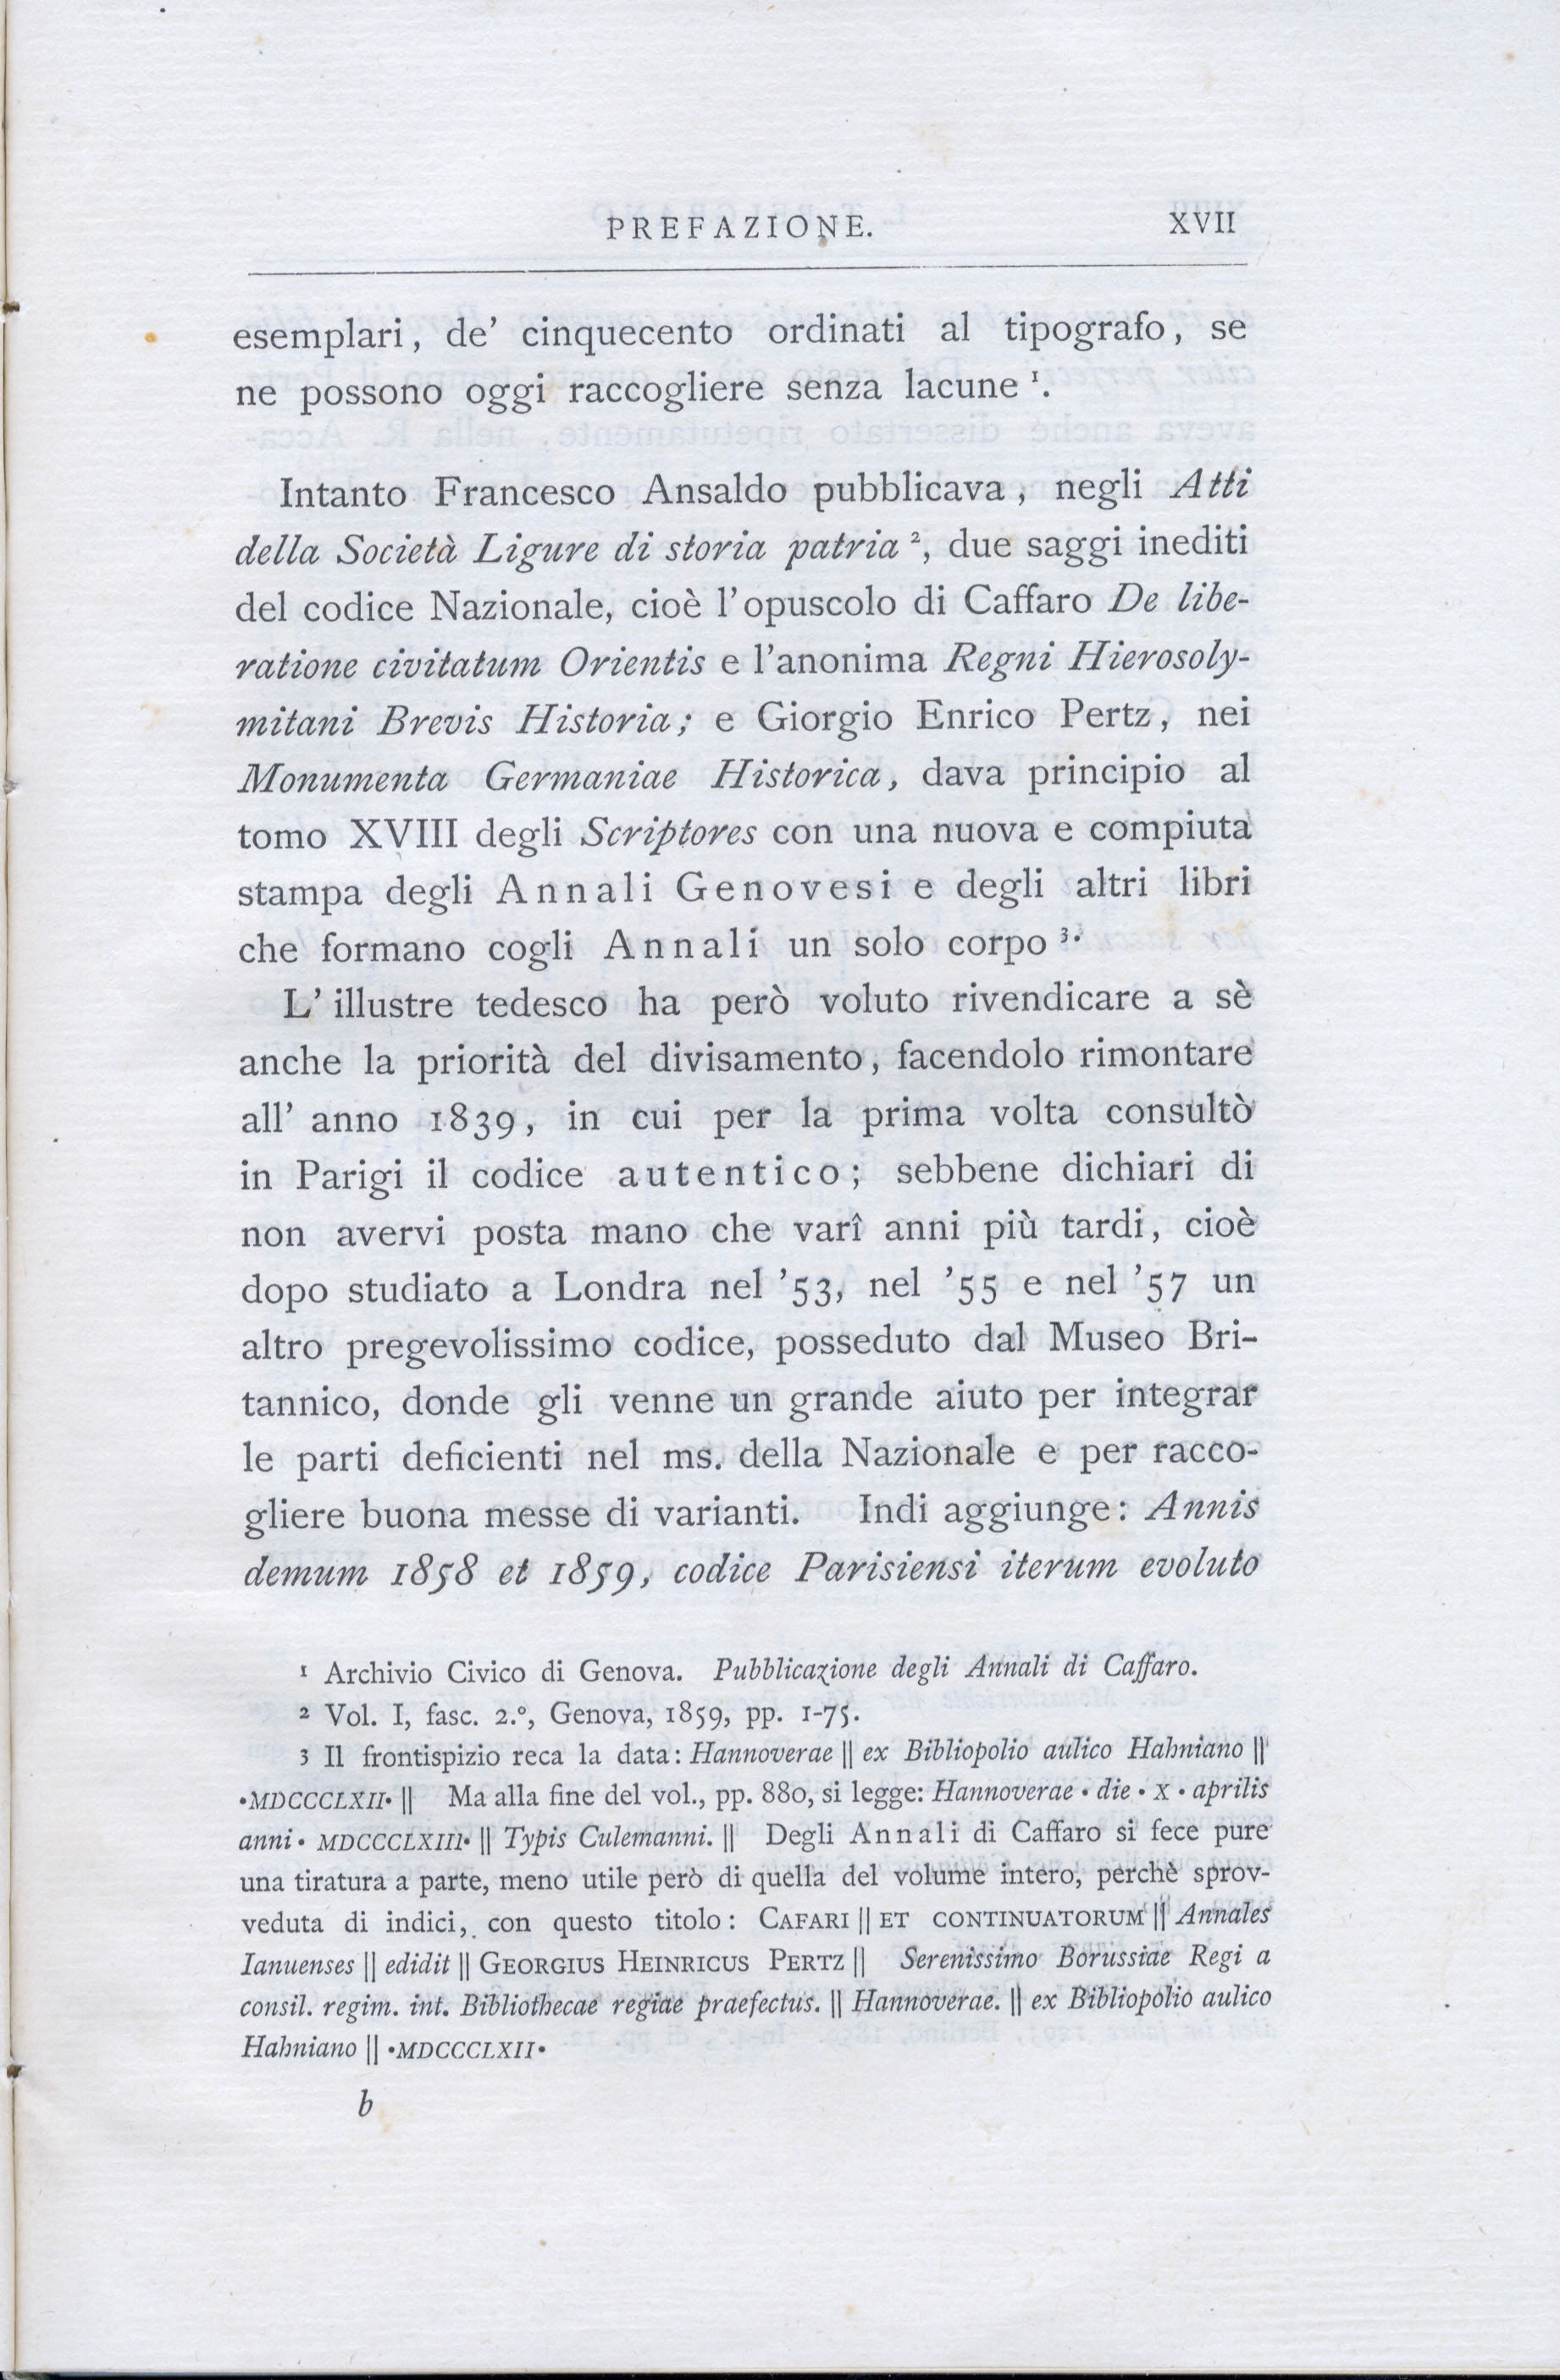 PREFAZIONE. XVII
esemplari, de' cinquecento ordinati al tipografo, se
ne possono oggi raccogliere senza lacune ¹.
Intanto Francesco Ansaldo pubblicava, negli Atti
della Società Ligure di storia patria ², due saggi inediti
del codice Nazionale, cioè l'opuscolo di Caffaro De libe-
ratione civitatum Orientis e l'anonima Regni Hierosoly-
mitani Brevis Historia; e Giorgio Enrico Pertz, nei
Monumenta Germaniae Historica, dava principio al
tomo XVIII degli Scriptores con una nuova e compiuta
stampa degli Annali Genovesi e degli altri libri
che formano cogli Annali un solo corpo ³.
L' illustre tedesco ha però voluto rivendicare a sè
anche la priorità del divisamento, facendolo rimontare
all' anno 1839, in cui per la prima volta consultò
in Parigi il codice autentico; sebbene dichiari di
non avervi posta mano che varî anni più tardi, cioè
dopo studiato a Londra nel '53, nel '55 e nel '57 un
altro pregevolissimo codice, posseduto dal Museo Bri-
tannico, donde gli venne un grande aiuto per integrar
le parti deficienti nel ms. della Nazionale e per racco-
gliere buona messe di varianti. Indi aggiunge: Annis
demum 1858 et 1859, codice Parisiensi iterum evoluto
¹ Archivio Civico di Genova. Pubblicazione degli Annali di Caffaro.
² Vol. I, fasc. 2.º, Genova, 1859, pp. 1-75.
3 Il frontispizio reca la data: Hannoverae || ex Bibliopolio aulico Hahniano ||
•MDCCCLXII• || Ma alla fine del vol., pp. 880, si legge: Hannoverae • die • X • aprilis
anni • MDCCCLXIII• || Typis Culemanni. || Degli Annali di Caffaro si fece pure
una tiratura a parte, meno utile però di quella del volume intero, perchè sprov-
veduta di indici, con questo titolo: CAFARI || ET CONTINUATORUM || Annales
Ianuenses || edidit || GEORGIUS HEINRICUS PERTZ || Serenissimo Borussiae Regi a
consil. regim. int. Bibliothecae regiae praefectus. || Hannoverae. || ex Bibliopolio aulico
Hahniano || •MDCCCLXII•
b